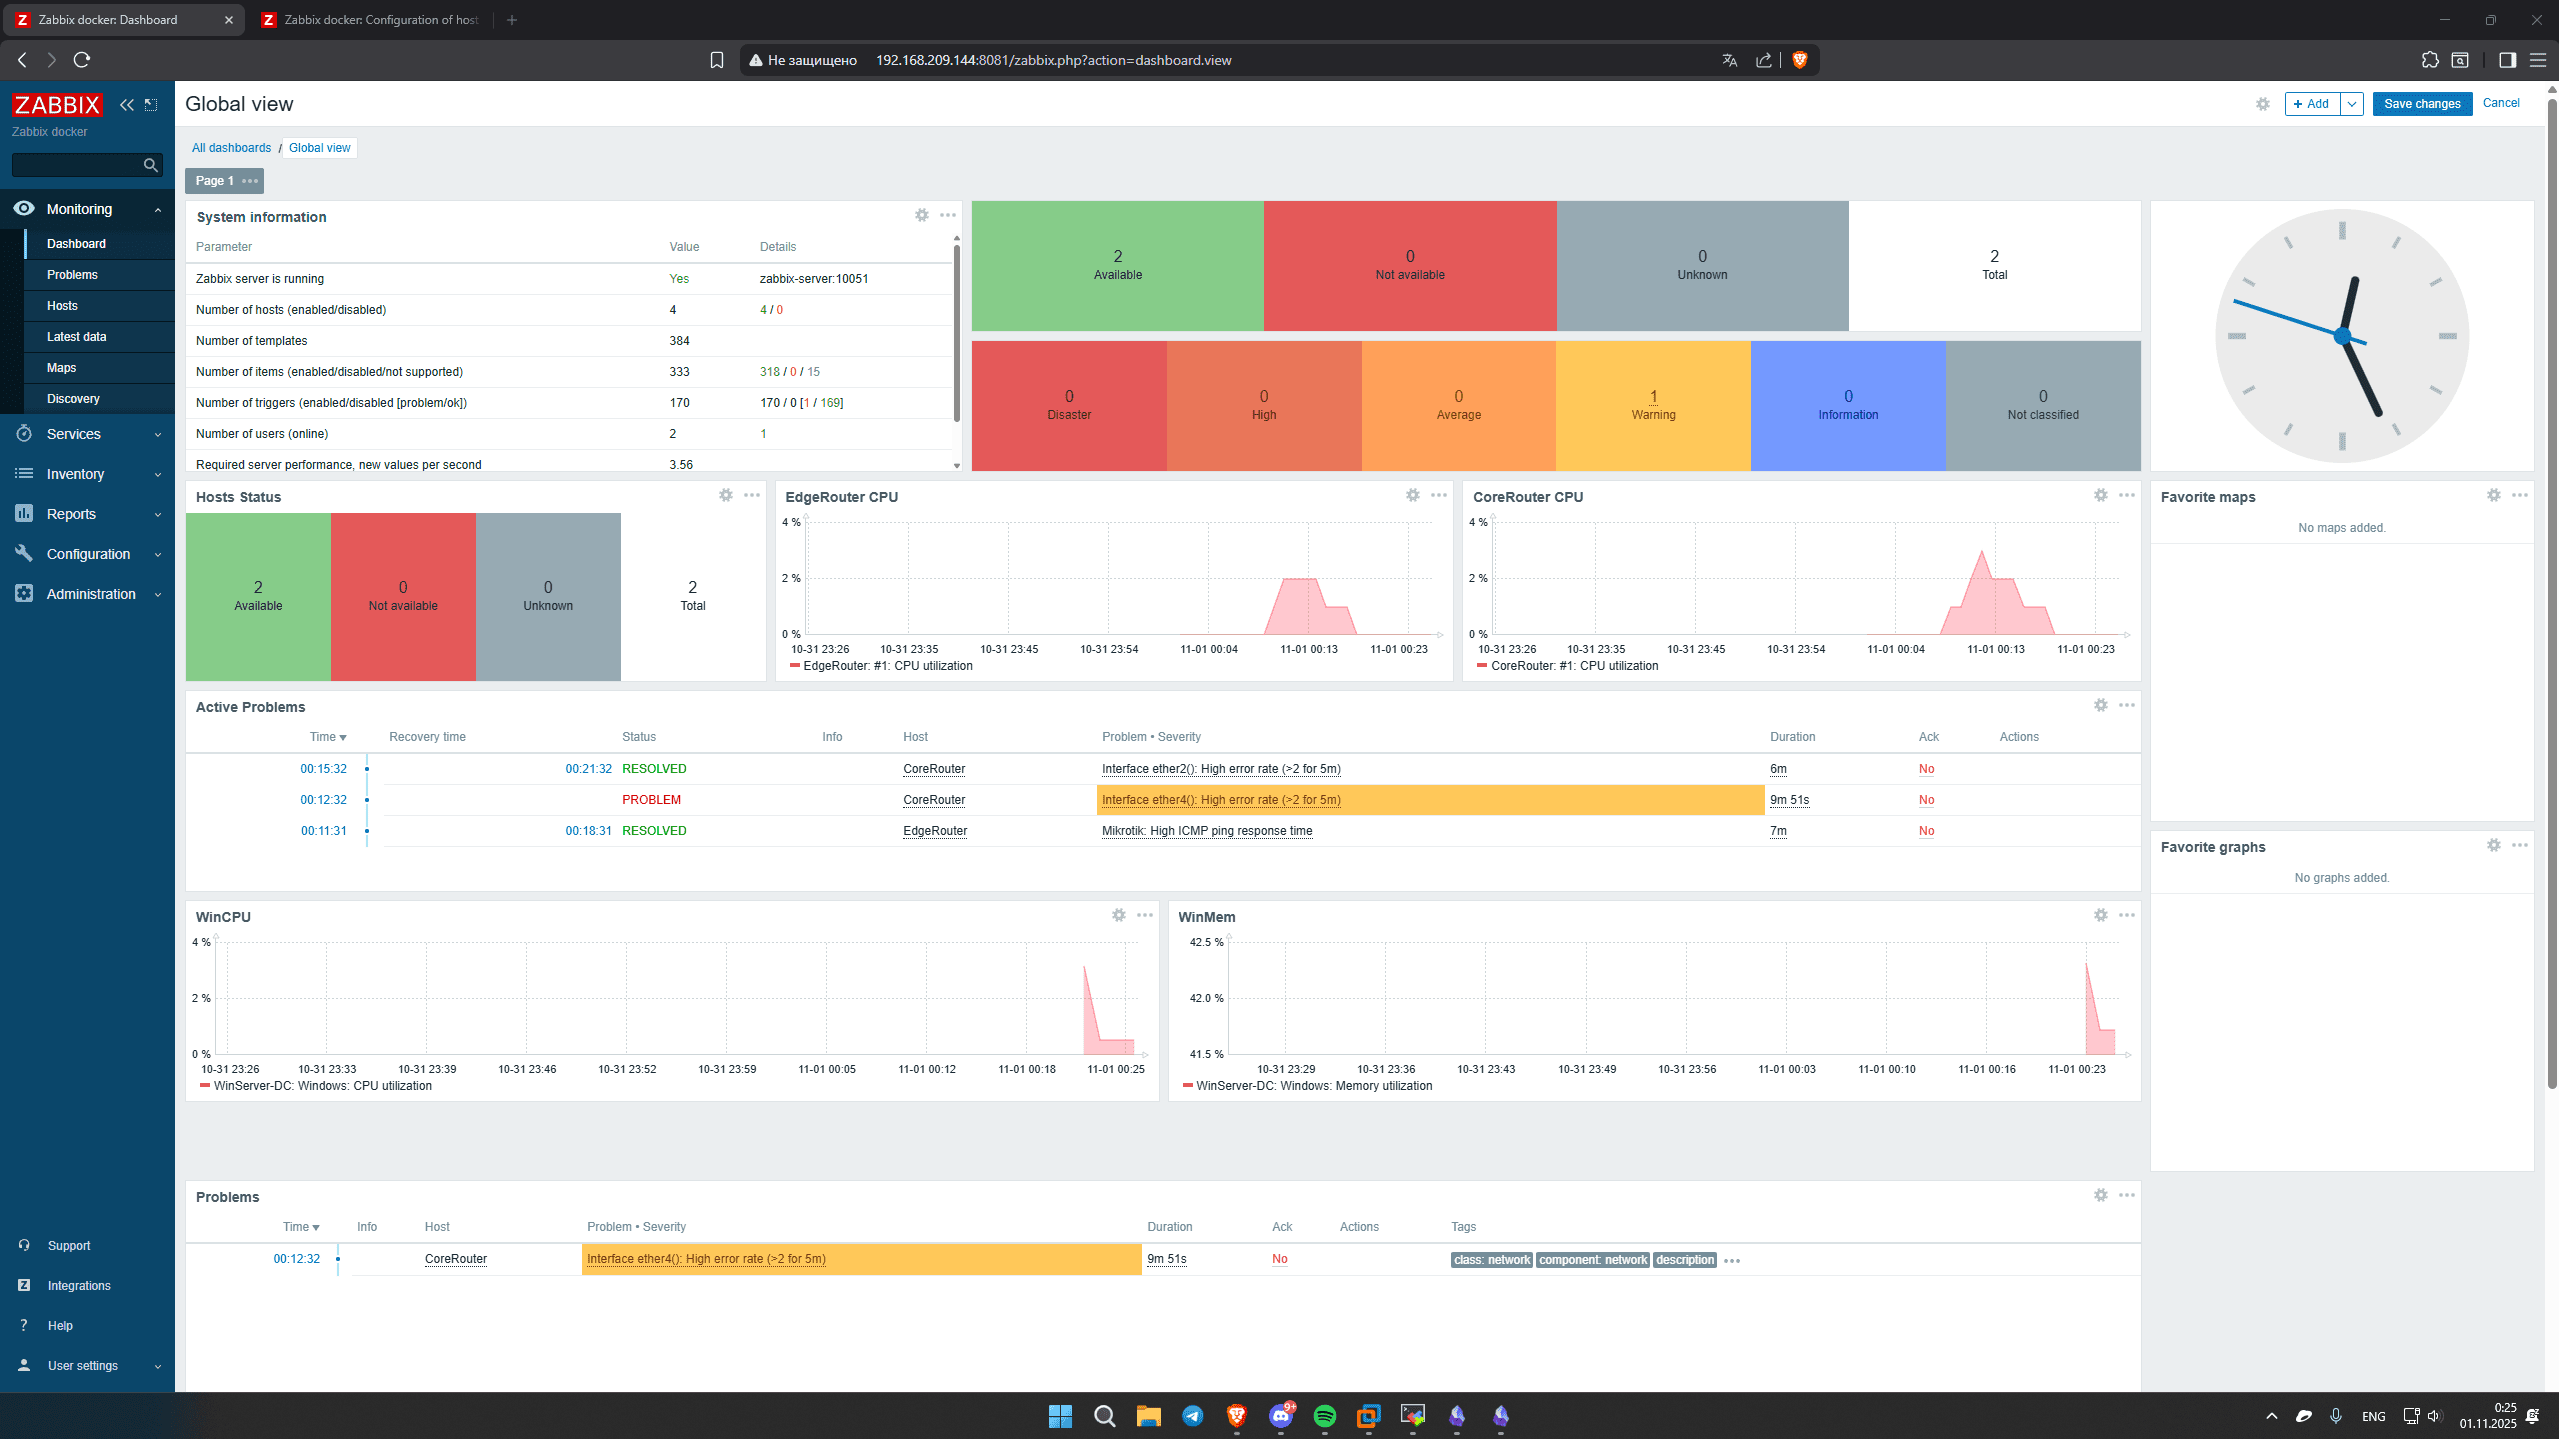 Zabbix docker: Dashboard
Zabbix docker: Configuration of host
Не защищено 192.168.209.144:8081/zabbix.php?action=dashboard.view
ZABBIX
Zabbix docker
Monitoring
Dashboard
Problems
Hosts
Latest data
Maps
Discovery
Services
Inventory
Reports
Configuration
Administration
Support
Integrations
Help
User settings
Global view
+ Add
Save changes
Cancel
All dashboards / Global view
Page 1
System information
Parameter Value Details
Zabbix server is running Yes zabbix-server:10051
Number of hosts (enabled/disabled) 4 4 / 0
Number of templates 384
Number of items (enabled/disabled/not supported) 333 318 / 0 / 15
Number of triggers (enabled/disabled [problem/ok]) 170 170 / 0 [1 / 169]
Number of users (online) 2 1
Required server performance, new values per second 3.56
2 0 0 2
Available Not available Unknown Total
0 0 0 1 0 0
Disaster High Average Warning Information Not classified
Hosts Status
2 0 0 2
Available Not available Unknown Total
EdgeRouter CPU
4 %
2 %
0 %
10-31 23:26 10-31 23:35 10-31 23:45 10-31 23:54 11-01 00:04 11-01 00:13 11-01 00:23
EdgeRouter: #1: CPU utilization
CoreRouter CPU
4 %
2 %
0 %
10-31 23:26 10-31 23:35 10-31 23:45 10-31 23:54 11-01 00:04 11-01 00:13 11-01 00:23
CoreRouter: #1: CPU utilization
Favorite maps
No maps added.
Active Problems
Time Recovery time Status Info Host Problem • Severity Duration Ack Actions
00:15:32 00:21:32 RESOLVED CoreRouter Interface ether2(): High error rate (>2 for 5m) 6m No
00:12:32 PROBLEM CoreRouter Interface ether4(): High error rate (>2 for 5m) 9m 51s No
00:11:31 00:18:31 RESOLVED EdgeRouter Mikrotik: High ICMP ping response time 7m No
Favorite graphs
No graphs added.
WinCPU
4 %
2 %
0 %
10-31 23:26 10-31 23:33 10-31 23:39 10-31 23:46 10-31 23:52 10-31 23:59 11-01 00:05 11-01 00:12 11-01 00:18 11-01 00:25
WinServer-DC: Windows: CPU utilization
WinMem
42.5 %
42.0 %
41.5 %
10-31 23:29 10-31 23:36 10-31 23:43 10-31 23:49 10-31 23:56 11-01 00:03 11-01 00:10 11-01 00:16 11-01 00:23
WinServer-DC: Windows: Memory utilization
Problems
Time Info Host Problem • Severity Duration Ack Actions Tags
00:12:32 CoreRouter Interface ether4(): High error rate (>2 for 5m) 9m 51s No class: network component: network description
9+
ENG
0:25
01.11.2025